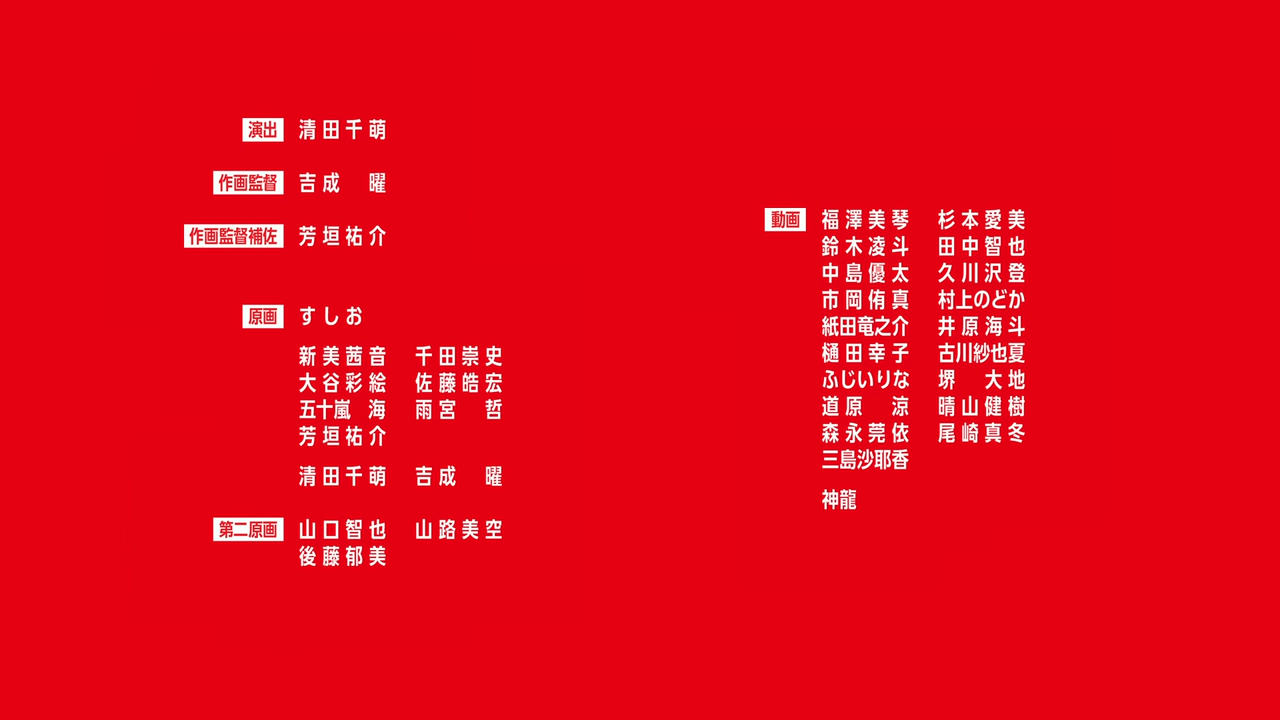 演出 清田千萌
作画監督 吉成 曜
作画監督補佐 芳垣祐介
原画 すしお
新美茜音 千田崇史
大谷彩絵 佐藤皓宏
五十嵐 海 雨宮 哲
芳垣祐介
清田千萌 吉成 曜
第二原画 山口智也 山路美空
後藤郁美
動画 福澤美琴 杉本愛美
鈴木凌斗 田中智也
中島優太 久川沢登
市岡侑真 村上のどか
紙田竜之介 井原海斗
樋田幸子 古川紗也夏
ふじいりな 堺 大地
道原 涼 晴山健樹
森永莞依 尾崎真冬
三島沙耶香
神龍